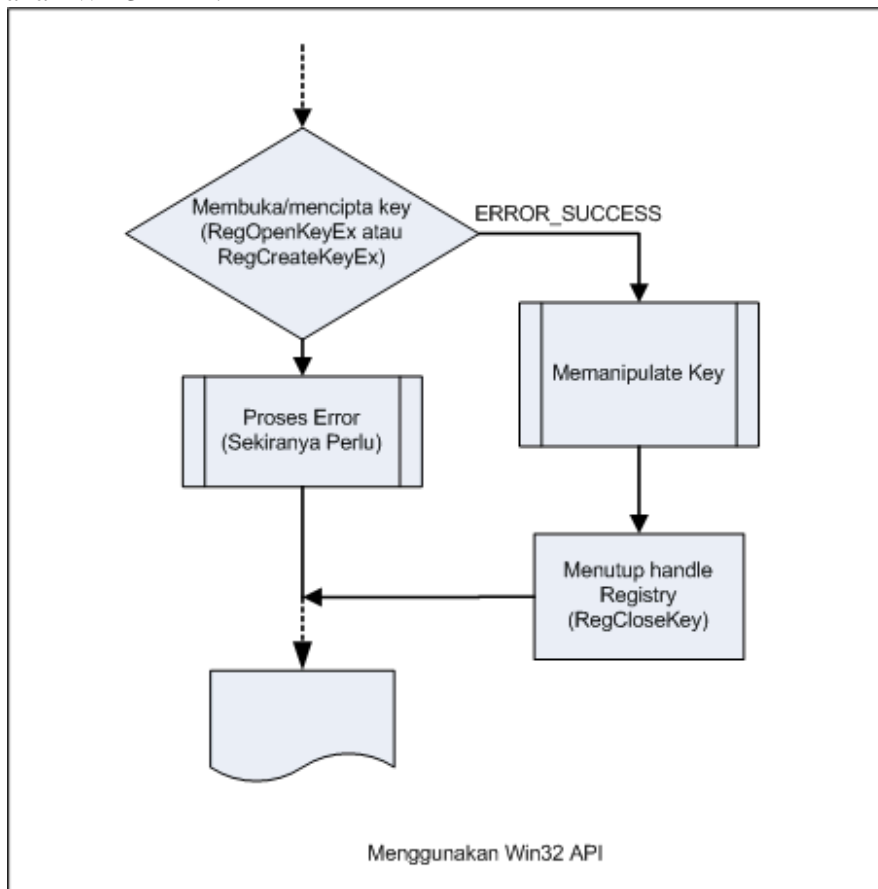 Membuka/mencipta key
(RegOpenKeyEx atau
RegCreateKeyEx)
ERROR_SUCCESS
Memanipulate Key
Proses Error
(Sekiranya Perlu)
Menutup handle
Registry
(RegCloseKey)
Menggunakan Win32 API